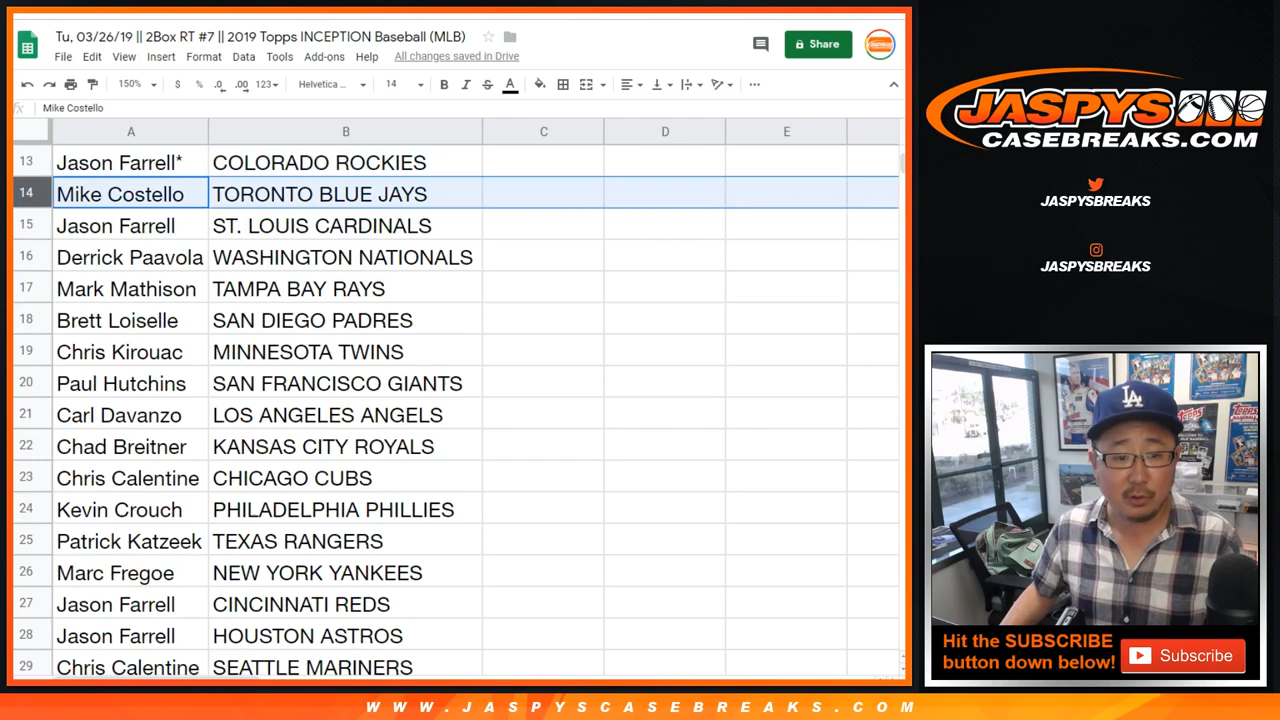 Tu, 03/26/19 || 2Box RT #7 || 2019 Topps INCEPTION Baseball (MLB)
File Edit View Insert Format Data Tools Add-ons Help All changes saved in Drive
Share
150% $ % .0 .00 123 Helvetica ... 14 B I S A
fx Mike Costello
A B C D E
13 Jason Farrell* COLORADO ROCKIES
14 Mike Costello TORONTO BLUE JAYS
15 Jason Farrell ST. LOUIS CARDINALS
16 Derrick Paavola WASHINGTON NATIONALS
17 Mark Mathison TAMPA BAY RAYS
18 Brett Loiselle SAN DIEGO PADRES
19 Chris Kirouac MINNESOTA TWINS
20 Paul Hutchins SAN FRANCISCO GIANTS
21 Carl Davanzo LOS ANGELES ANGELS
22 Chad Breitner KANSAS CITY ROYALS
23 Chris Calentine CHICAGO CUBS
24 Kevin Crouch PHILADELPHIA PHILLIES
25 Patrick Katzeek TEXAS RANGERS
26 Marc Fregoe NEW YORK YANKEES
27 Jason Farrell CINCINNATI REDS
28 Jason Farrell HOUSTON ASTROS
29 Chris Calentine SEATTLE MARINERS
JASPYS
CASEBREAKS.COM
JASPYSBREAKS
JASPYSBREAKS
LA
Hit the SUBSCRIBE
button down below!
Subscribe
WWW.JASPYSCASEBREAKS.COM